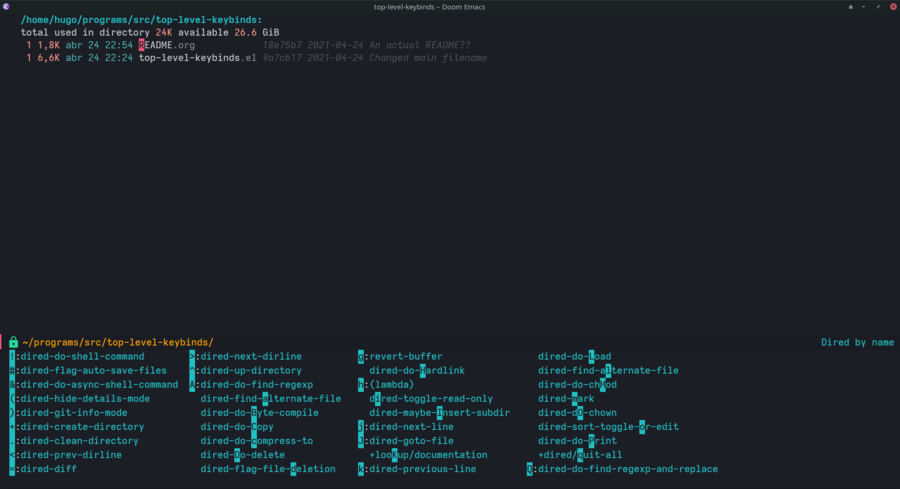 top-level-keybinds – Doom Emacs
/home/hugo/programs/src/top-level-keybinds:
total used in directory 24K available 26.6 GiB
1 1,8K abr 24 22:54 README.org 18e75b7 2021-04-24 An actual README??
1 6,6K abr 24 22:24 top-level-keybinds.el 9a7cb17 2021-04-24 Changed main filename
~/programs/src/top-level-keybinds/ Dired by name
!:dired-do-shell-command >:dired-next-dirline g:revert-buffer dired-do-Load
#:dired-flag-auto-save-files ^:dired-up-directory dired-do-Hardlink dired-find-alternate-file
&:dired-do-async-shell-command A:dired-do-find-regexp h:(lambda) dired-do-chMod
(:dired-hide-details-mode dired-find-alternate-file dired-toggle-read-only dired-mark
):dired-git-info-mode dired-do-Byte-compile dired-maybe-insert-subdir dired-dO-chown
+:dired-create-directory dired-do-Copy j:dired-next-line dired-sort-toggle-or-edit
:dired-clean-directory dired-do-compress-to J:dired-goto-file dired-do-Print
<:dired-prev-dirline dired-Do-delete +looKup/documentation +dired/quit-all
=:dired-diff dired-flag-file-deletion k:dired-previous-line Q:dired-do-find-regexp-and-replace